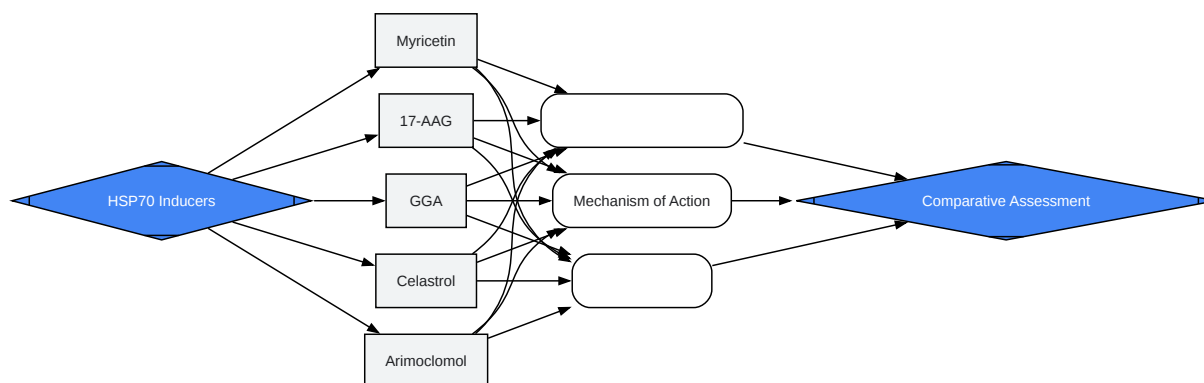 Myricetin
17-AAG
HSP70 Inducers
GGA
Mechanism of Action
Comparative Assessment
Celastrol
Arimoclomol